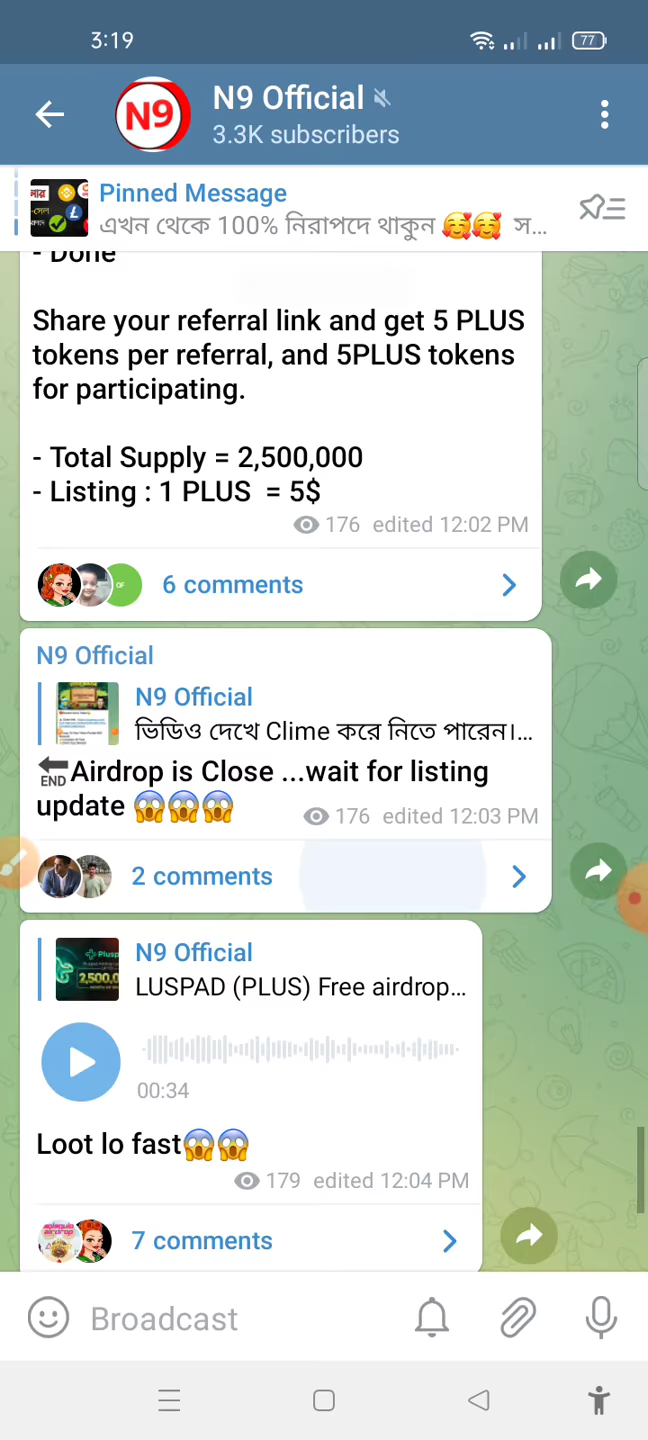 3:19
77
N9
N9 Official
3.3K subscribers
Pinned Message
এখন থেকে 100% নিরাপদে থাকুন 🥰🥰 স...
- Done
Share your referral link and get 5 PLUS
tokens per referral, and 5PLUS tokens
for participating.
- Total Supply = 2,500,000
- Listing : 1 PLUS = 5$
176 edited 12:02 PM
OF
6 comments
N9 Official
N9 Official
ভিডিও দেখে Clime করে নিতে পারেন।...
🔚Airdrop is Close ...wait for listing
update 😱😱😱
176 edited 12:03 PM
2 comments
N9 Official
LUSPAD (PLUS) Free airdrop...
00:34
Loot lo fast😱😱
179 edited 12:04 PM
7 comments
Broadcast